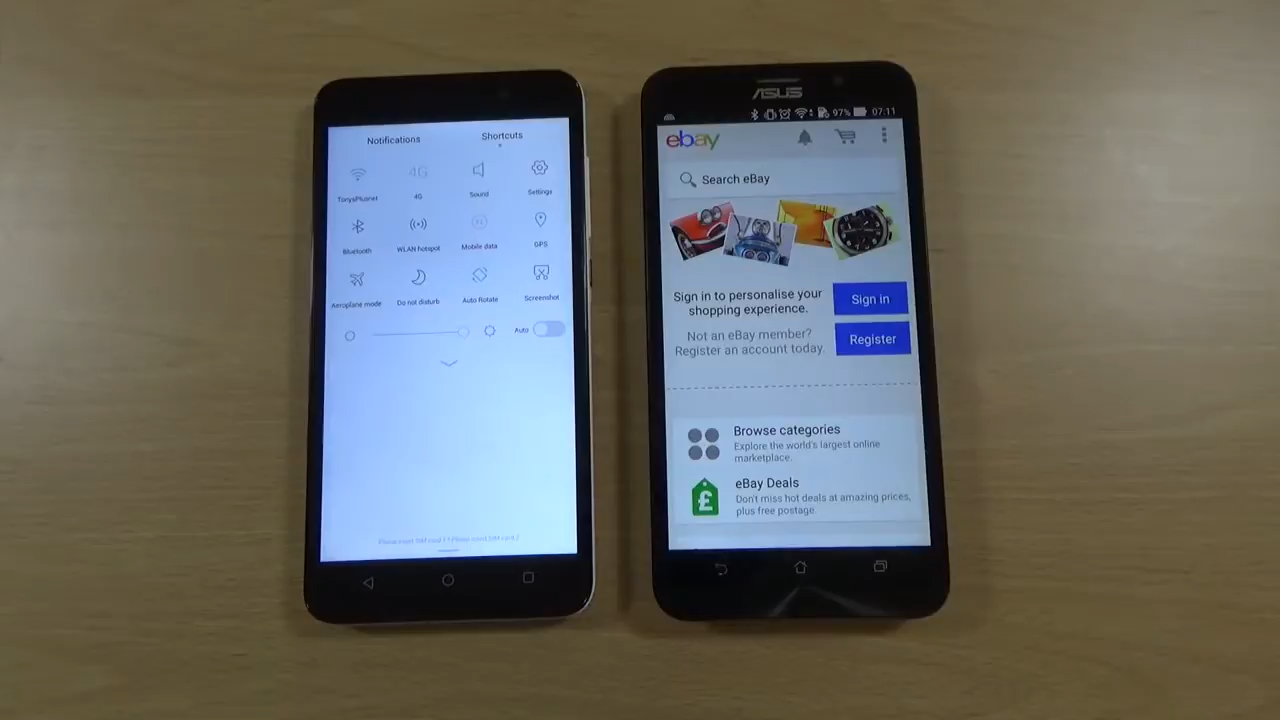 Notifications
Shortcuts
4G
TonysPlusnet
4G
Sound
Settings
Bluetooth
WLAN hotspot
Mobile data
GPS
Aeroplane mode
Do not disturb
Auto Rotate
Screenshot
Auto
ASUS
97%
07:11
ebay
Search eBay
Sign in to personalise your
shopping experience.
Sign in
Not an eBay member?
Register an account today.
Register
Browse categories
Explore the world's largest online
marketplace.
£
eBay Deals
Don't miss hot deals at amazing prices,
plus free postage.